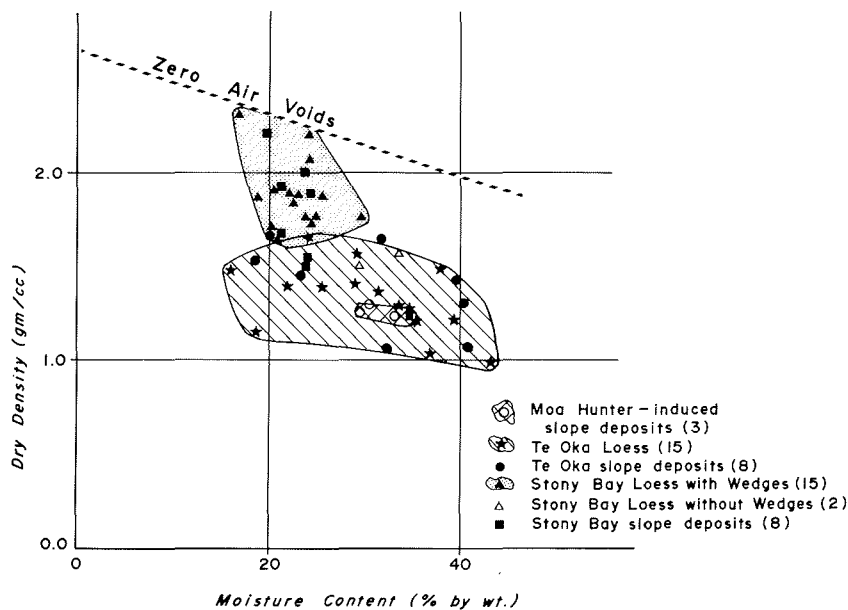 Zero Air Voids
2.0
1.0
0.0
0
20
40
Dry Density (gm/cc)
Moisture Content (% by wt.)
Moa Hunter-induced
slope deposits (3)
Te Oka Loess (15)
Te Oka slope deposits (8)
Stony Bay Loess with Wedges (15)
Stony Bay Loess without Wedges (2)
Stony Bay slope deposits (8)